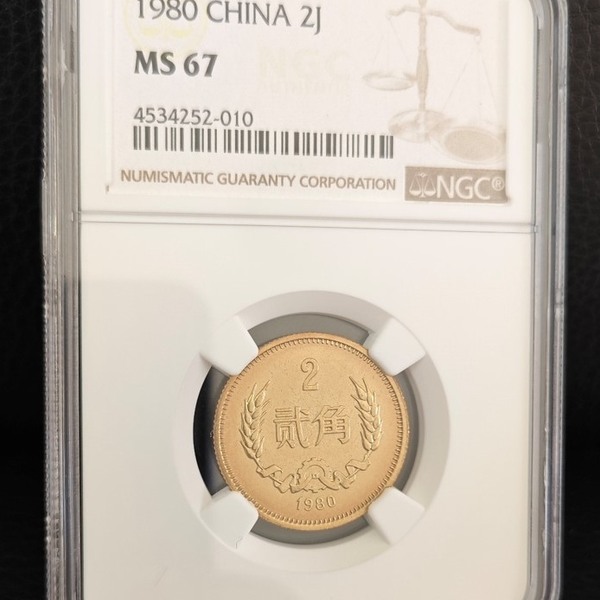 1980 CHINA 2J
MS 67
4534252-010
NUMISMATIC GUARANTY CORPORATION
NGC®
2
贰角
1980